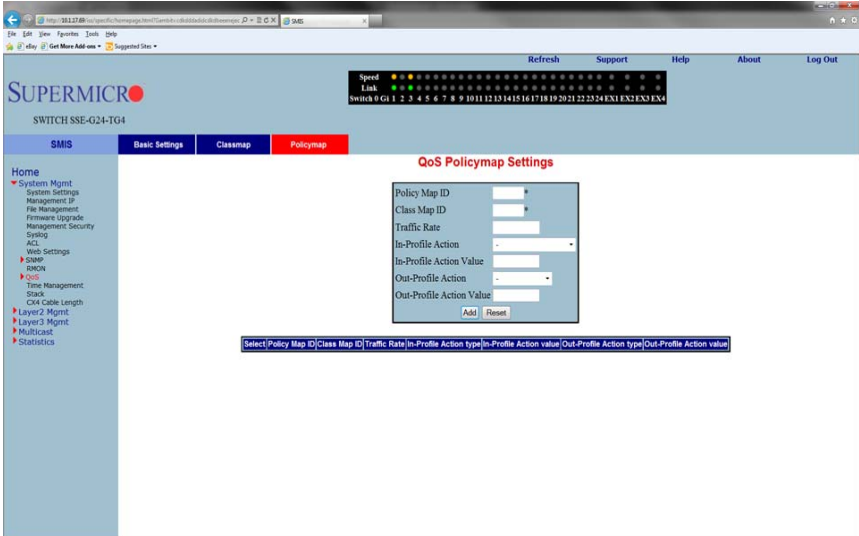 SMIS
File Edit View Favorites Tools Help
eBay Get More Add-ons Suggested Sites
Refresh Support Help About Log Out
SUPERMICRO
SWITCH SSE-G24-TG4
Speed
Link
Switch 0 Gi 1 2 3 4 5 6 7 8 9 10 11 12 13 14 15 16 17 18 19 20 21 22 23 24 EX1 EX2 EX3 EX4
SMIS Basic Settings Classmap Policymap
QoS Policymap Settings
Home
System Mgmt
System Settings
Management IP
File Management
Firmware Upgrade
Management Security
Syslog
ACL
Web Settings
SNMP
RMON
QoS
Time Management
Stack
CX4 Cable Length
Layer2 Mgmt
Layer3 Mgmt
Multicast
Statistics
Policy Map ID *
Class Map ID *
Traffic Rate
In-Profile Action -
In-Profile Action Value
Out-Profile Action -
Out-Profile Action Value
Add Reset
Select Policy Map ID Class Map ID Traffic Rate In-Profile Action type In-Profile Action value Out-Profile Action type Out-Profile Action value